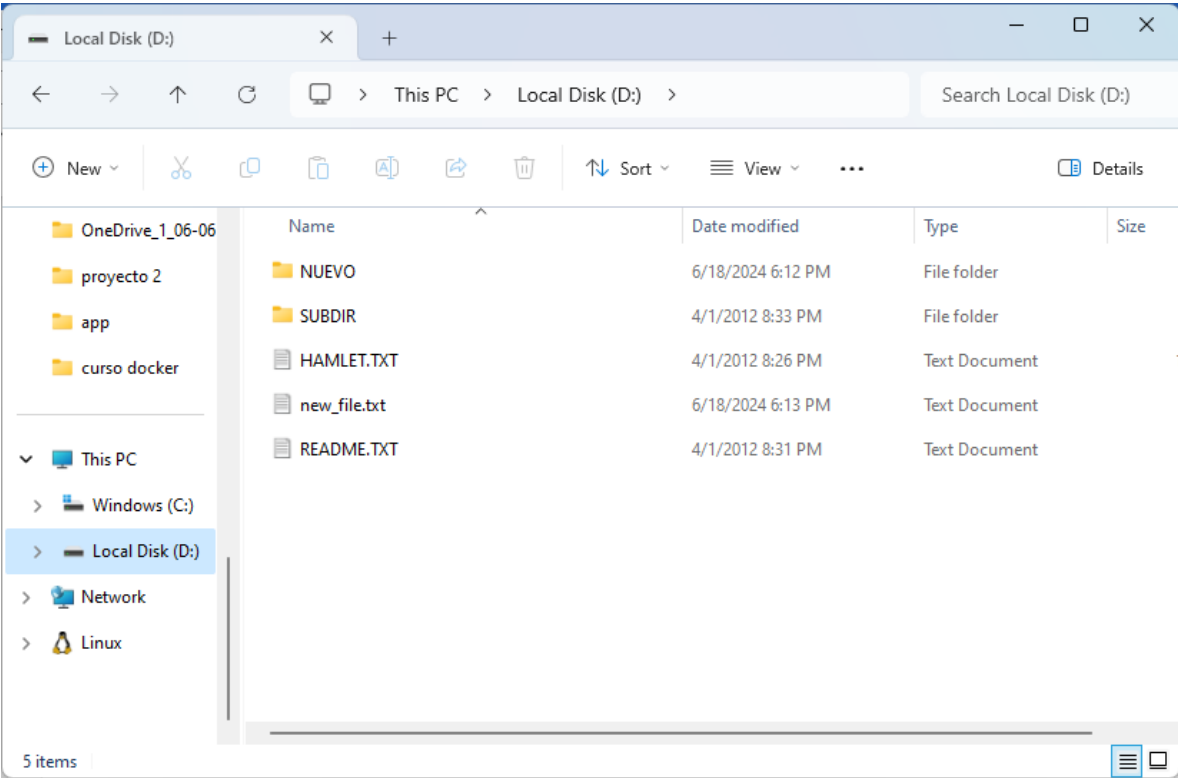 Local Disk (D:)
This PC > Local Disk (D:) >
Search Local Disk (D:)
New
Sort
View
Details
OneDrive_1_06-06
proyecto 2
app
curso docker
This PC
Windows (C:)
Local Disk (D:)
Network
Linux
Name Date modified Type Size
NUEVO 6/18/2024 6:12 PM File folder
SUBDIR 4/1/2012 8:33 PM File folder
HAMLET.TXT 4/1/2012 8:26 PM Text Document
new_file.txt 6/18/2024 6:13 PM Text Document
README.TXT 4/1/2012 8:31 PM Text Document
5 items